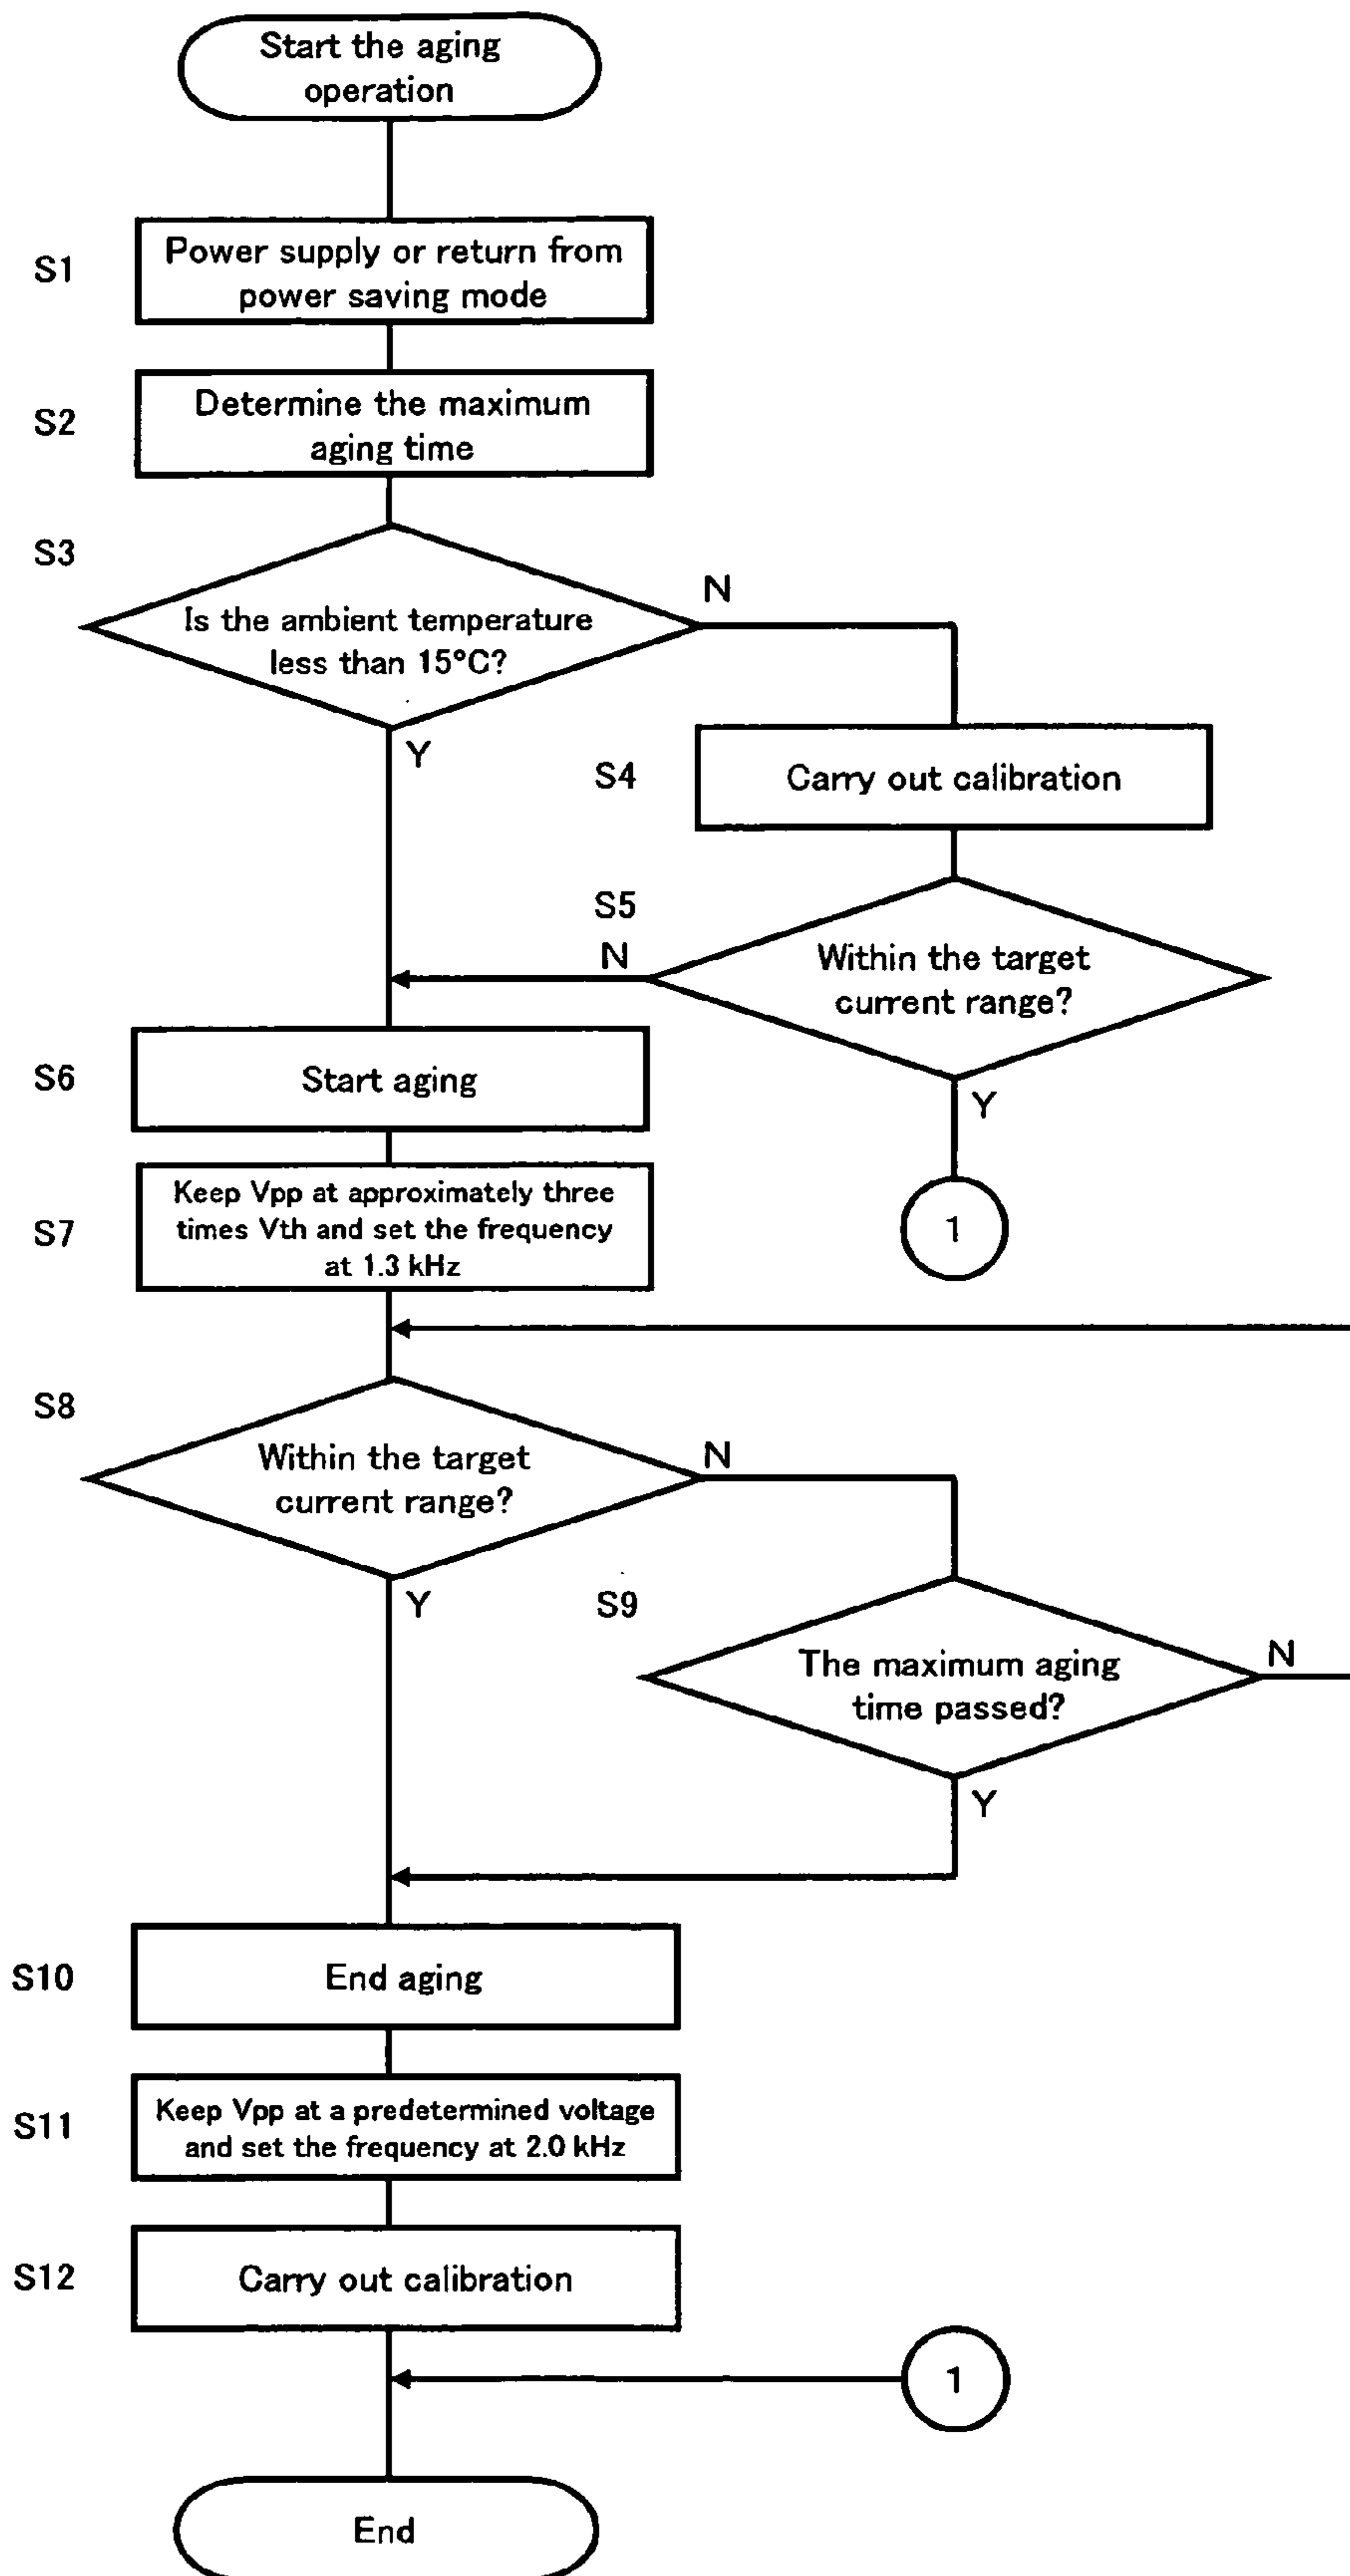 Start the aging
operation
S1
Power supply or return from
power saving mode
S2
Determine the maximum
aging time
S3
Is the ambient temperature
less than 15°C?
N
Y
S4
Carry out calibration
S5
N
Within the target
current range?
Y
1
S6
Start aging
S7
Keep Vpp at approximately three
times Vth and set the frequency
at 1.3 kHz
S8
Within the target
current range?
N
Y
S9
The maximum aging
time passed?
N
Y
S10
End aging
S11
Keep Vpp at a predetermined voltage
and set the frequency at 2.0 kHz
S12
Carry out calibration
1
End